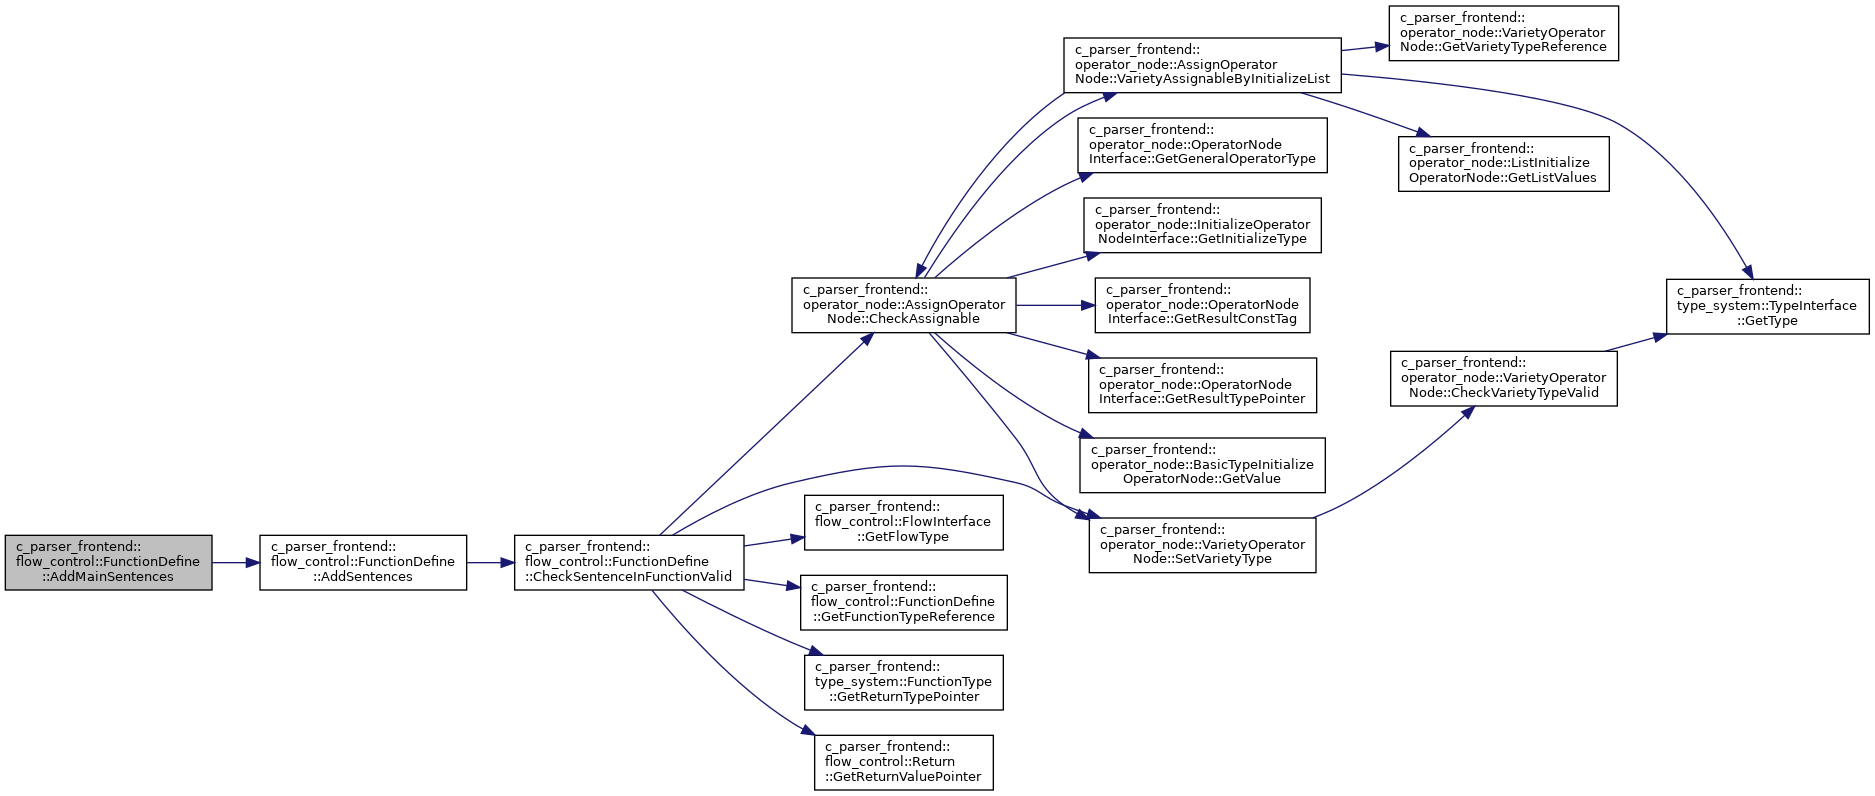 c_parser_frontend::
flow_control::FunctionDefine
::AddMainSentences
c_parser_frontend::
flow_control::FunctionDefine
::AddSentences
c_parser_frontend::
flow_control::FunctionDefine
::CheckSentenceInFunctionValid
c_parser_frontend::
operator_node::AssignOperator
Node::CheckAssignable
c_parser_frontend::
operator_node::AssignOperator
Node::VarietyAssignableByInitializeList
c_parser_frontend::
operator_node::VarietyOperator
Node::GetVarietyTypeReference
c_parser_frontend::
operator_node::ListInitialize
OperatorNode::GetListValues
c_parser_frontend::
type_system::TypeInterface
::GetType
c_parser_frontend::
operator_node::OperatorNode
Interface::GetGeneralOperatorType
c_parser_frontend::
operator_node::InitializeOperator
NodeInterface::GetInitializeType
c_parser_frontend::
operator_node::OperatorNode
Interface::GetResultConstTag
c_parser_frontend::
operator_node::OperatorNode
Interface::GetResultTypePointer
c_parser_frontend::
operator_node::BasicTypeInitialize
OperatorNode::GetValue
c_parser_frontend::
operator_node::VarietyOperator
Node::SetVarietyType
c_parser_frontend::
operator_node::VarietyOperator
Node::CheckVarietyTypeValid
c_parser_frontend::
flow_control::FlowInterface
::GetFlowType
c_parser_frontend::
flow_control::FunctionDefine
::GetFunctionTypeReference
c_parser_frontend::
type_system::FunctionType
::GetReturnTypePointer
c_parser_frontend::
flow_control::Return
::GetReturnValuePointer